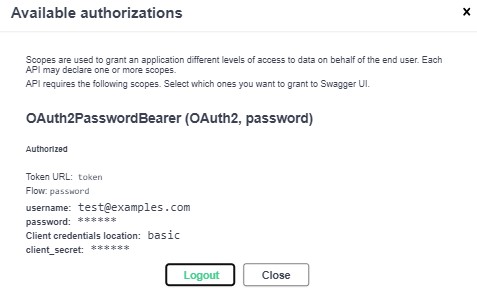 Available authorizations
×
Scopes are used to grant an application different levels of access to data on behalf of the end user. Each
API may declare one or more scopes.
API requires the following scopes. Select which ones you want to grant to Swagger UI.
OAuth2PasswordBearer (OAuth2, password)
Authorized
Token URL: token
Flow: password
username: test@examples.com
password: ******
Client credentials location: basic
client_secret: ******
Logout
Close